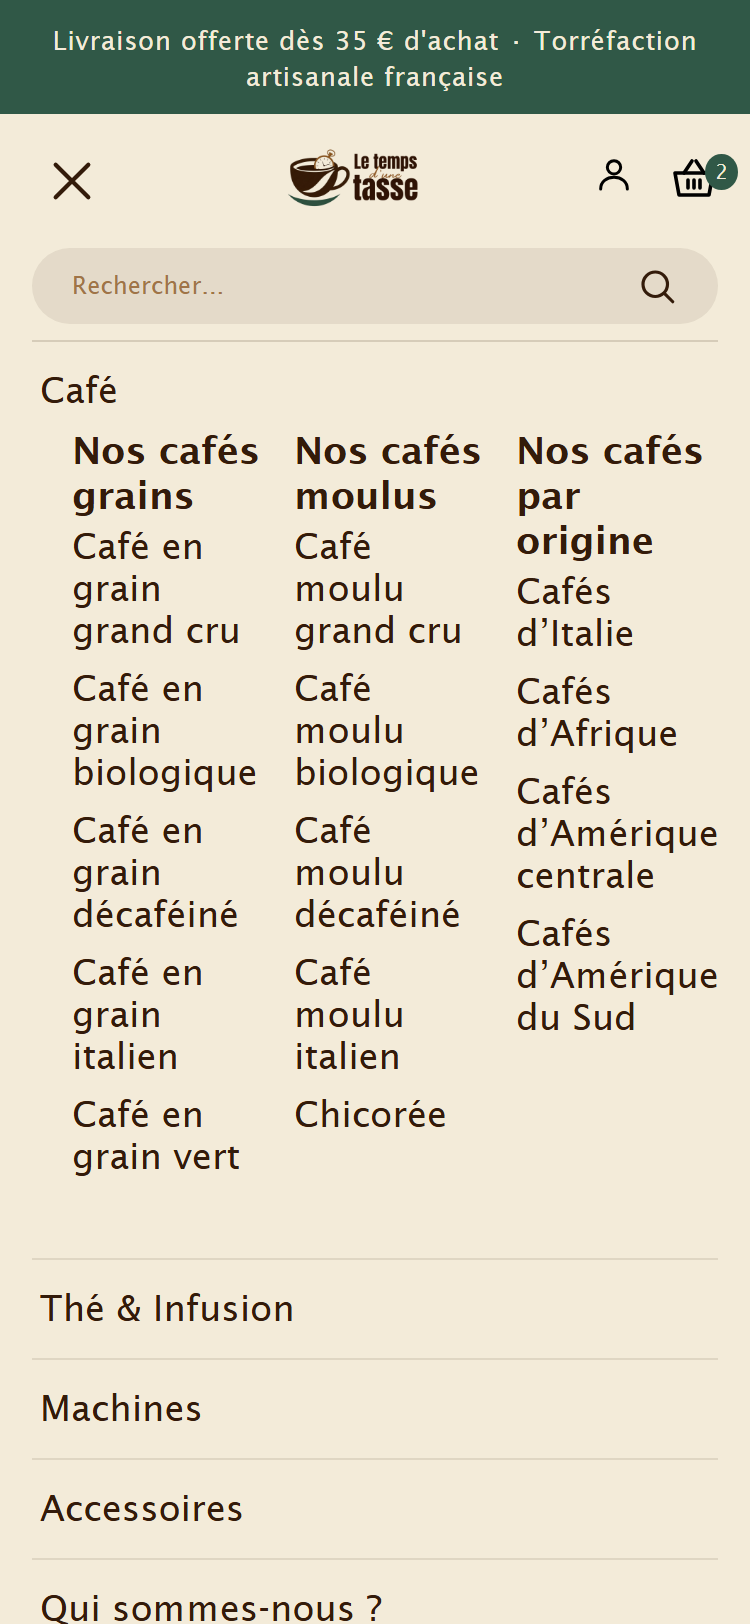 Livraison offerte dès 35 € d'achat · Torréfaction
artisanale française
Le temps
d'une
tasse
2
Rechercher...
Café
Nos cafés
grains
Café en
grain
grand cru
Café en
grain
biologique
Café en
grain
décaféiné
Café en
grain
italien
Café en
grain vert
Nos cafés
moulus
Café
moulu
grand cru
Café
moulu
biologique
Café
moulu
décaféiné
Café
moulu
italien
Chicorée
Nos cafés
par
origine
Cafés
d’Italie
Cafés
d’Afrique
Cafés
d’Amérique
centrale
Cafés
d’Amérique
du Sud
Thé & Infusion
Machines
Accessoires
Qui sommes-nous ?